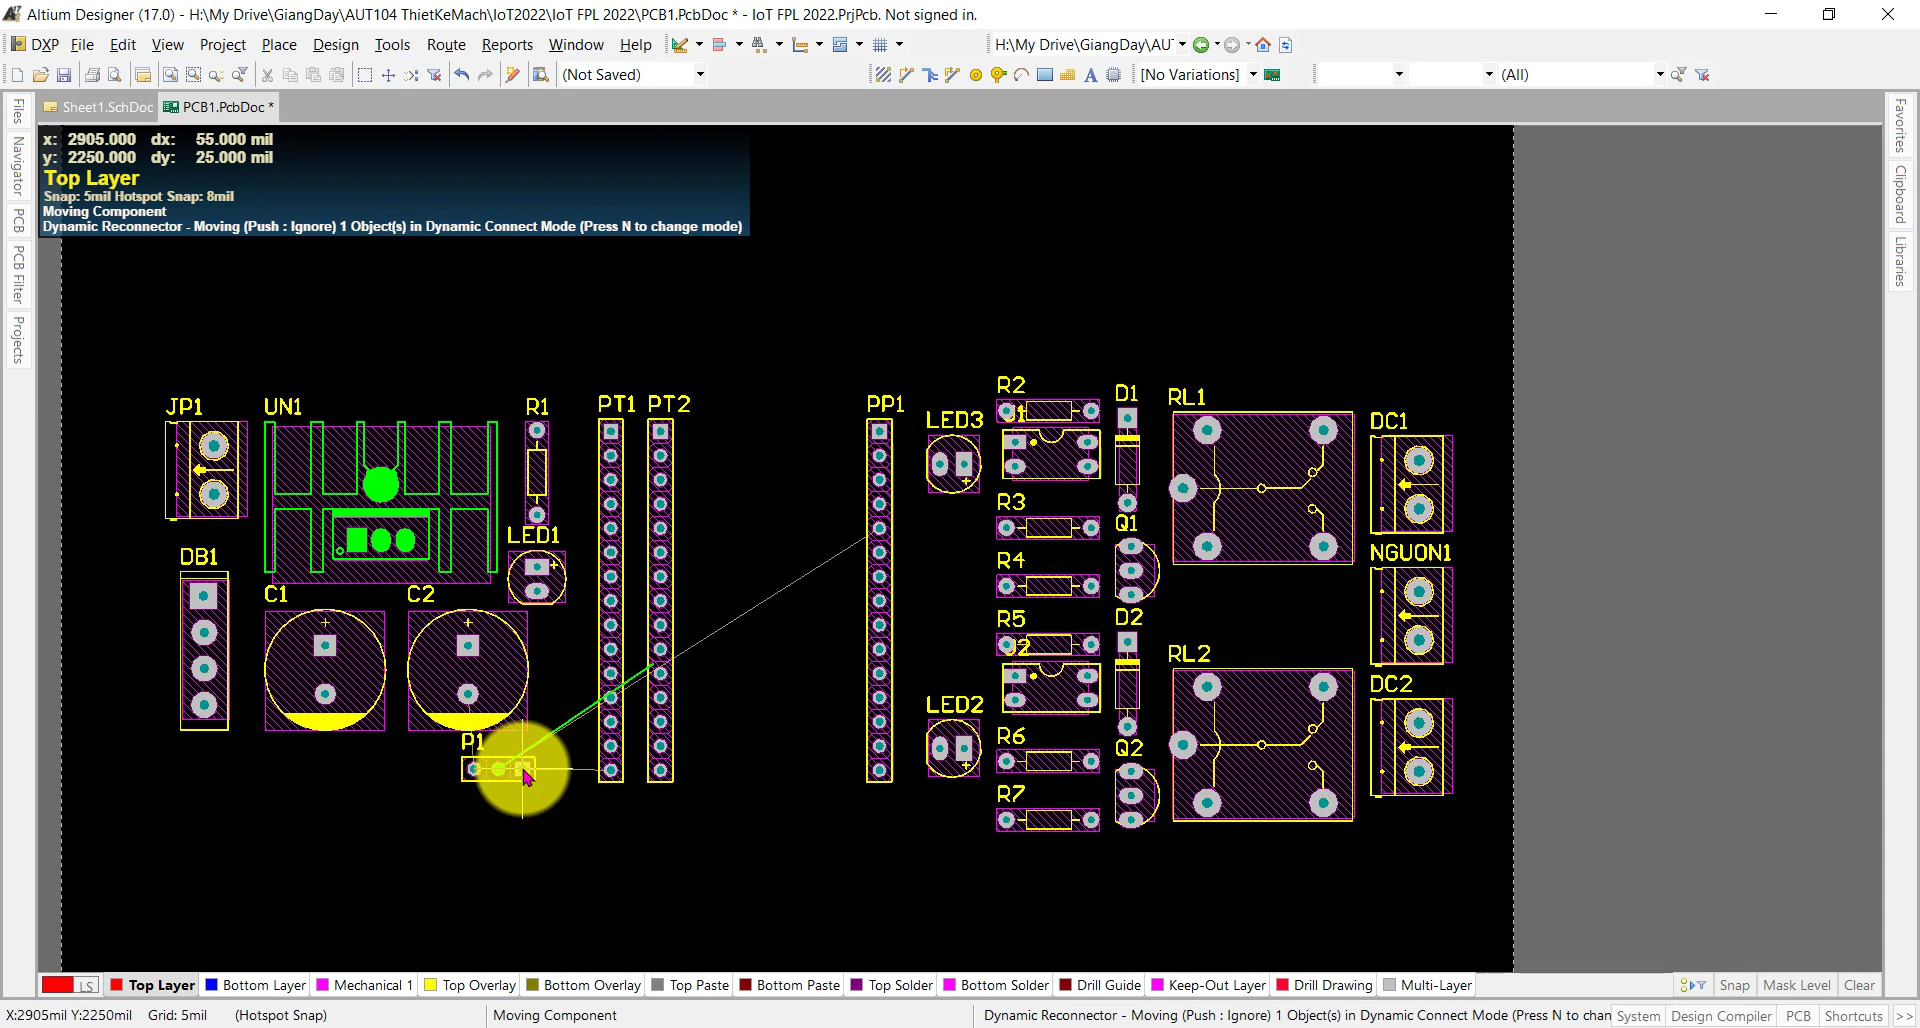 Altium Designer (17.0) - H:\My Drive\GiangDay\AUT104 ThietKeMach\IoT2022\IoT FPL 2022\PCB1.PcbDoc * - IoT FPL 2022.PrjPcb. Not signed in.
DXP File Edit View Project Place Design Tools Route Reports Window Help H:\My Drive\GiangDay\AU
(Not Saved) [No Variations] (All)
Sheet1.SchDoc PCB1.PcbDoc *
Files
Navigator
PCB
PCB Filter
Projects
Favorites
Clipboard
Libraries
x: 2905.000 dx: 55.000 mil
y: 2250.000 dy: 25.000 mil
Top Layer
Snap: 5mil Hotspot Snap: 8mil
Moving Component
Dynamic Reconnector - Moving (Push : Ignore) 1 Object(s) in Dynamic Connect Mode (Press N to change mode)
JP1 UN1 R1 PT1 PT2 PP1 LED3 R2 D1 RL1 DC1
R3 Q1
DB1 LED1 R4 NGUON1
C1 C2 R5 D2
U2 RL2 DC2
P1 LED2 R6 Q2
R7
LS Top Layer Bottom Layer Mechanical 1 Top Overlay Bottom Overlay Top Paste Bottom Paste Top Solder Bottom Solder Drill Guide Keep-Out Layer Drill Drawing Multi-Layer Snap Mask Level Clear
X:2905mil Y:2250mil Grid: 5mil (Hotspot Snap) Moving Component Dynamic Reconnector - Moving (Push : Ignore) 1 Object(s) in Dynamic Connect Mode (Press N to chan System Design Compiler PCB Shortcuts >>